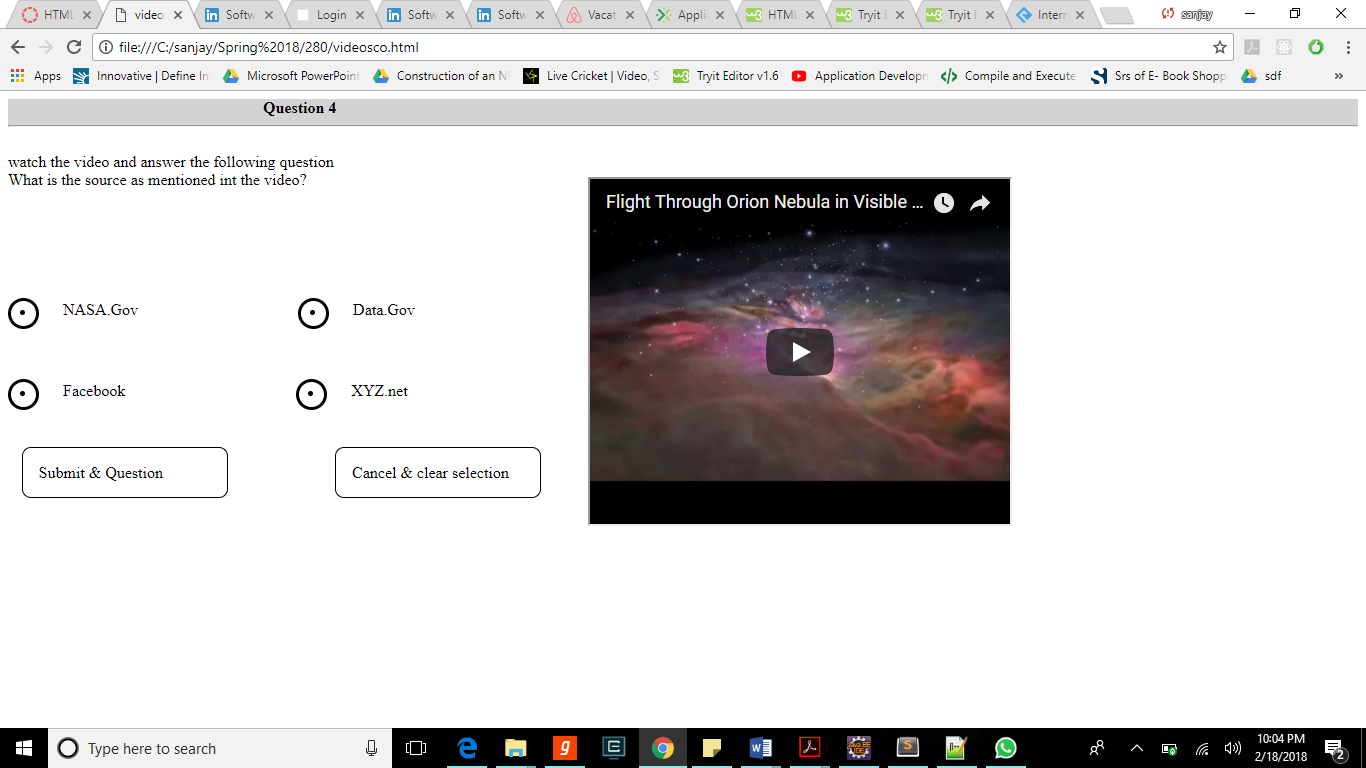 HTML video Softw Login Softw Softw Vacat Appli HTML Tryit E Tryit E Intern sanjay
file:///C:/sanjay/Spring%2018/280/videosco.html
Apps Innovative | Define In Microsoft PowerPoint Construction of an N Live Cricket | Video, S Tryit Editor v1.6 Application Developm Compile and Execute Srs of E- Book Shopp sdf »
Question 4
watch the video and answer the following question
What is the source as mentioned int the video?
Flight Through Orion Nebula in Visible ...
NASA.Gov Data.Gov
Facebook XYZ.net
Submit & Question Cancel & clear selection
Type here to search
10:04 PM
2/18/2018
2